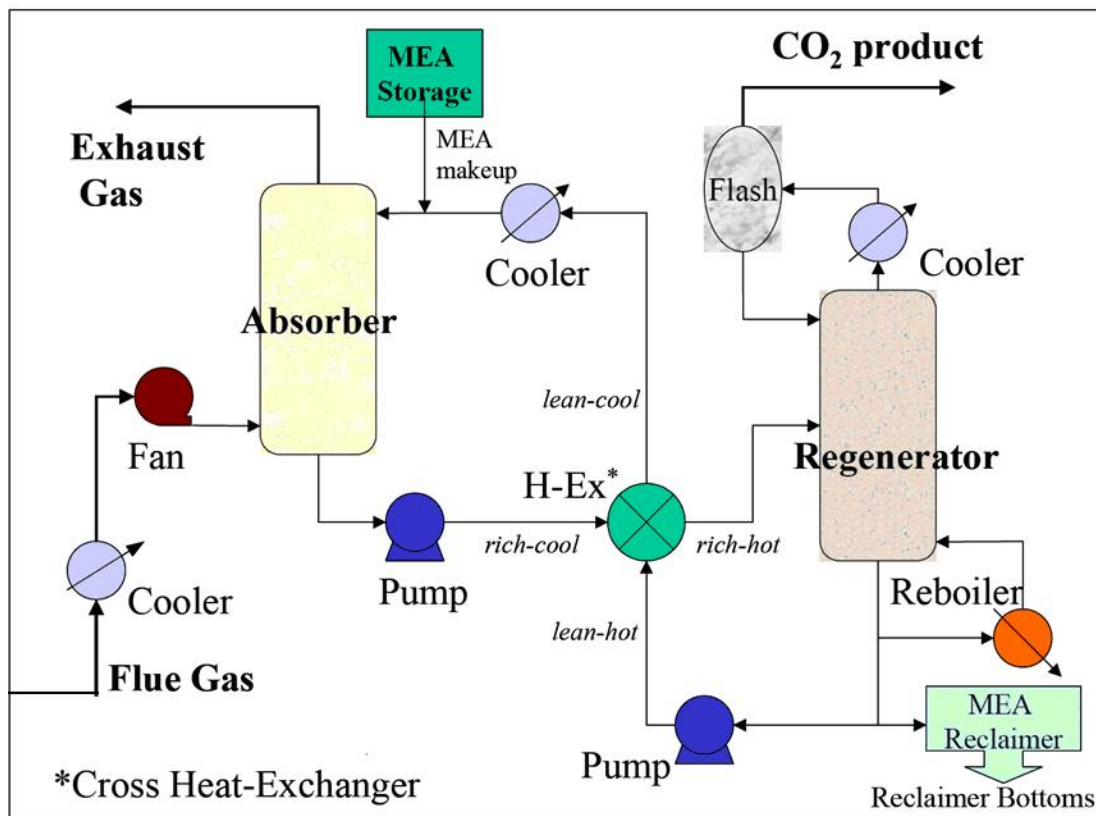 CO₂ product
MEA
Storage
Exhaust
Gas
MEA
makeup
Flash
Cooler
Cooler
Absorber
lean-cool
Fan
Regenerator
H-Ex*
rich-cool
rich-hot
Pump
Cooler
Reboiler
lean-hot
Flue Gas
MEA
Reclaimer
Pump
*Cross Heat-Exchanger
Reclaimer Bottoms